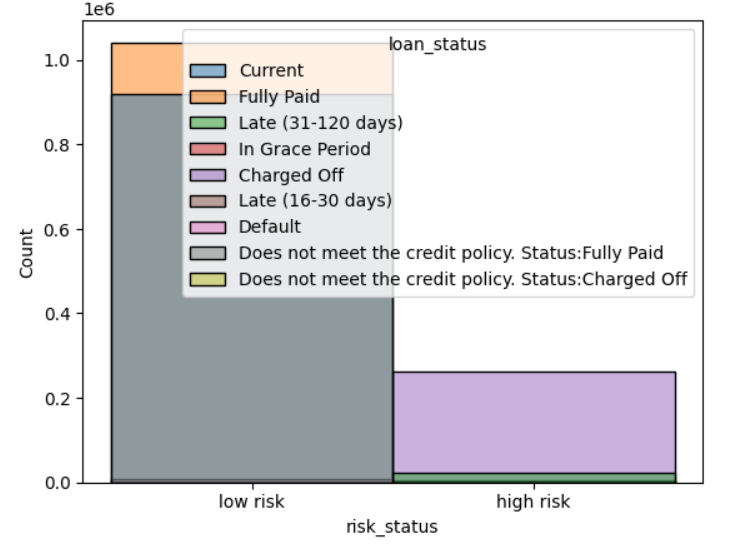 1e6
loan_status
Current
Fully Paid
Late (31-120 days)
In Grace Period
Charged Off
Late (16-30 days)
Default
Does not meet the credit policy. Status:Fully Paid
Does not meet the credit policy. Status:Charged Off
1.0
0.8
0.6
0.4
0.2
0.0
Count
low risk
high risk
risk_status